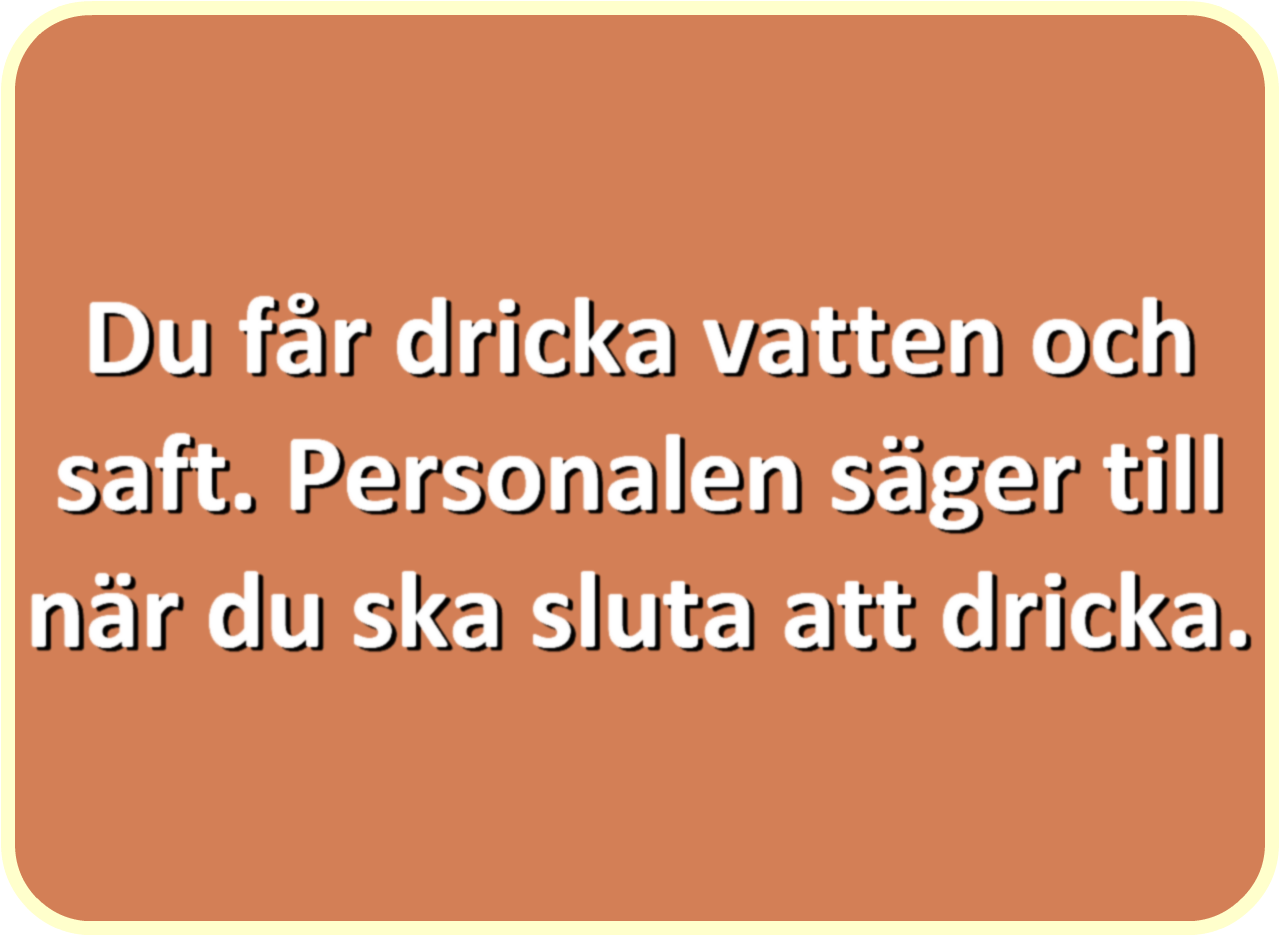 Du får dricka vatten och
saft. Personalen säger till
när du ska sluta att dricka.